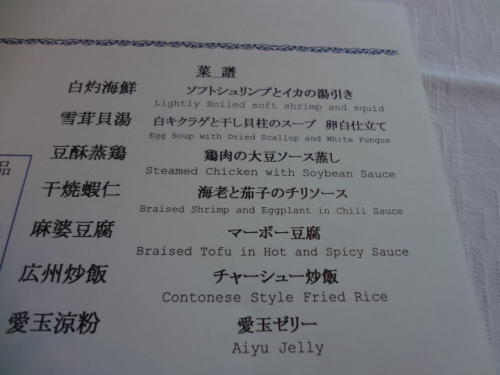 菜 譜
白灼海鮮 ソフトシュリンプとイカの湯引き
Lightly Boiled soft shrimp and squid
雪茸貝湯 白キクラゲと干し貝柱のスープ 卵白仕立て
Egg Soup with Dried Scallop and White Fungus
豆酥蒸鶏 鶏肉の大豆ソース蒸し
Steamed Chicken with Soybean Sauce
干焼蝦仁 海老と茄子のチリソース
Braised Shrimp and Eggplant in Chili Sauce
麻婆豆腐 マーボー豆腐
Braised Tofu in Hot and Spicy Sauce
広州炒飯 チャーシュー炒飯
Contonese Style Fried Rice
愛玉涼粉 愛玉ゼリー
Aiyu Jelly
品